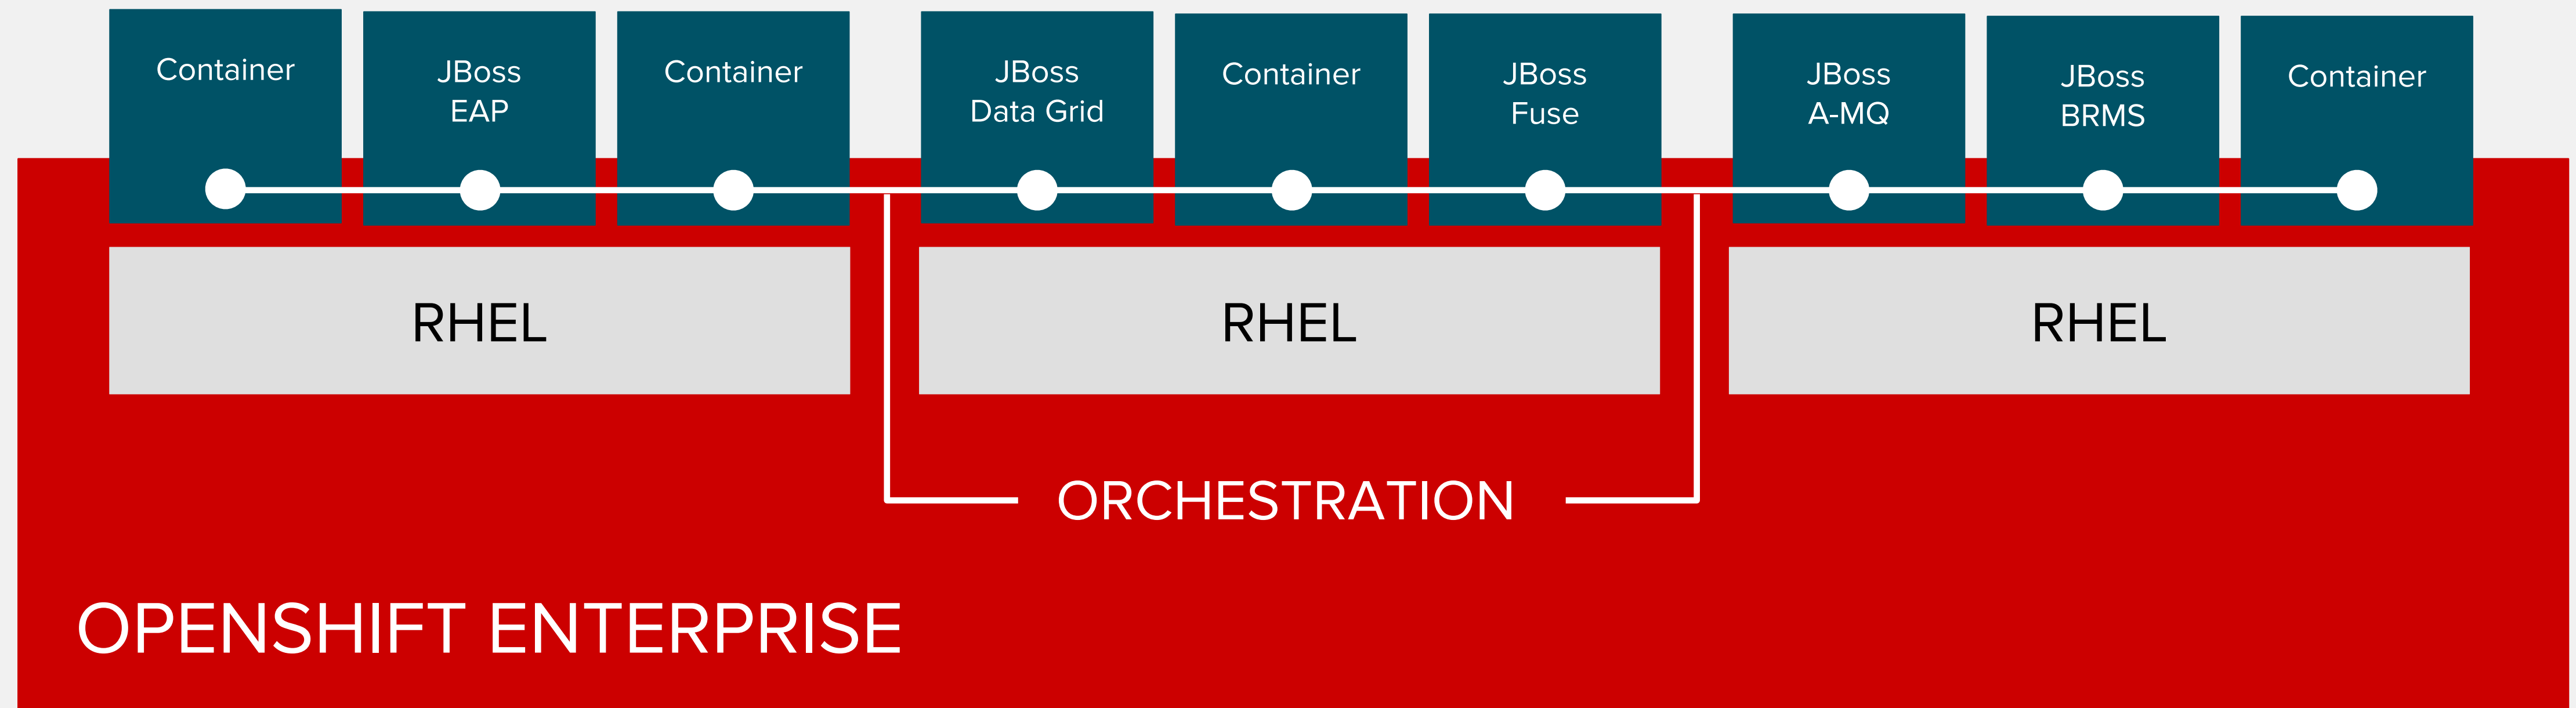 Container
JBoss
EAP
Container
JBoss
Data Grid
Container
JBoss
Fuse
JBoss
A-MQ
JBoss
BRMS
Container
RHEL
RHEL
RHEL
ORCHESTRATION
OPENSHIFT ENTERPRISE